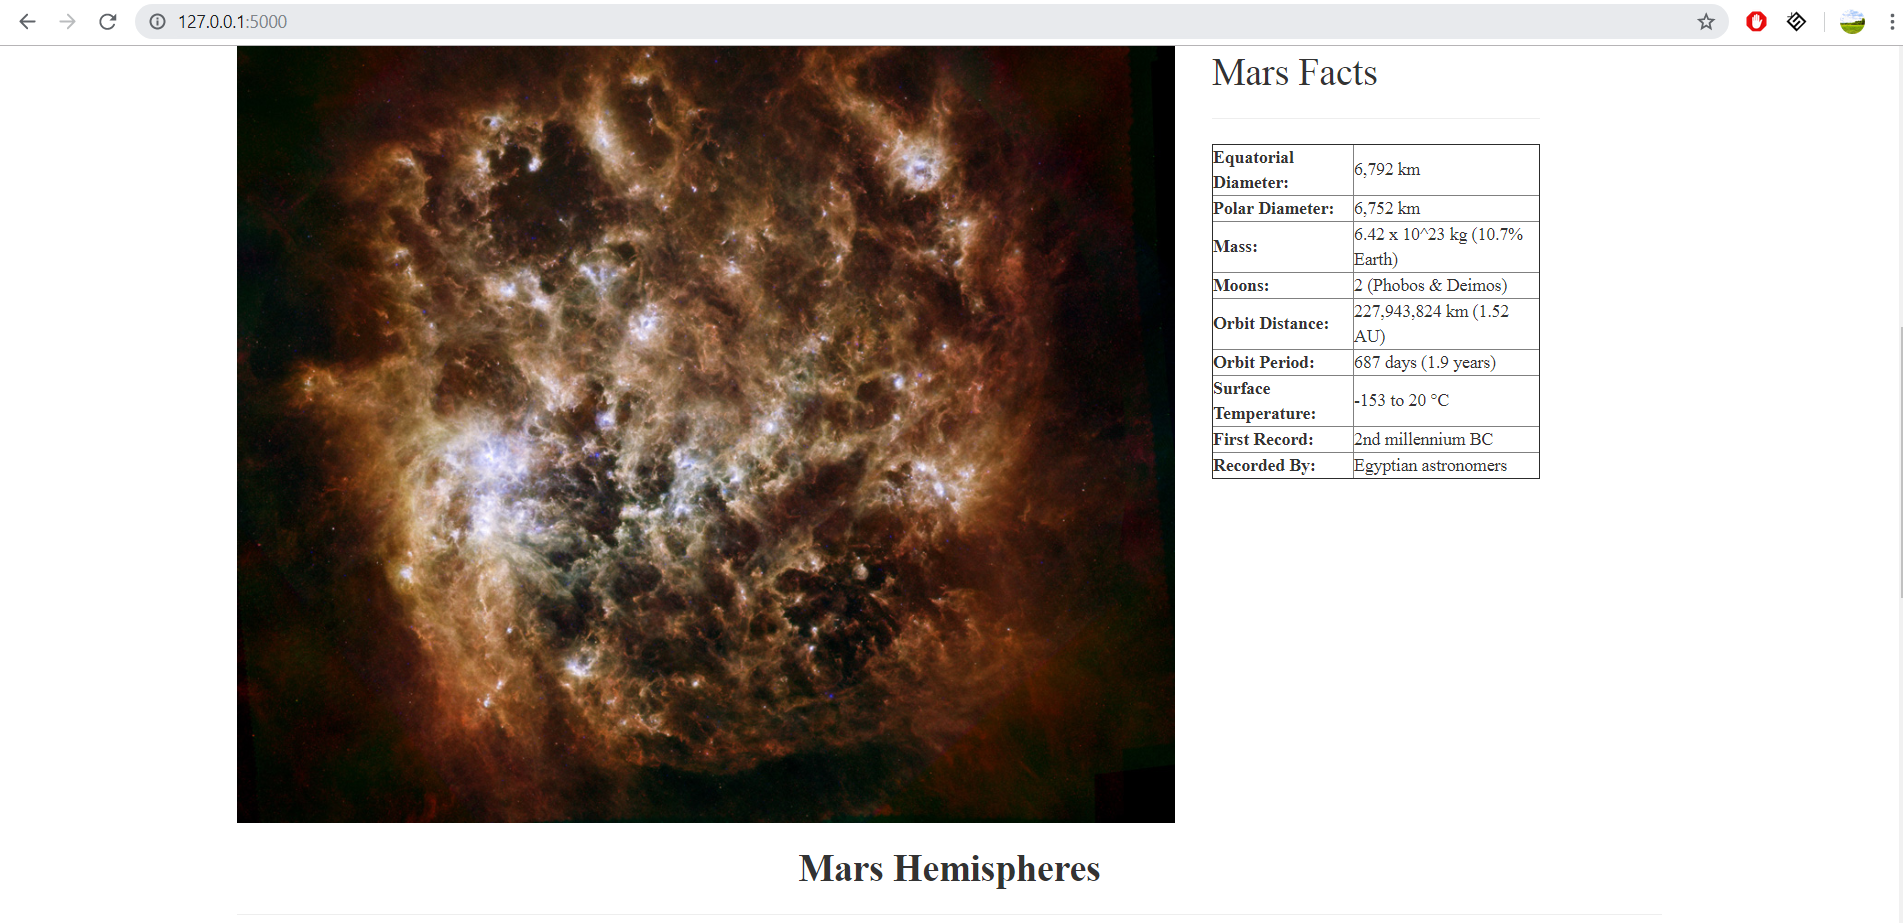 127.0.0.1:5000
Mars Facts
Equatorial
Diameter:
6,792 km
Polar Diameter: 6,752 km
Mass:
6.42 x 10^23 kg (10.7%
Earth)
Moons: 2 (Phobos & Deimos)
Orbit Distance:
227,943,824 km (1.52
AU)
Orbit Period: 687 days (1.9 years)
Surface
Temperature:
-153 to 20 °C
First Record: 2nd millennium BC
Recorded By: Egyptian astronomers
Mars Hemispheres